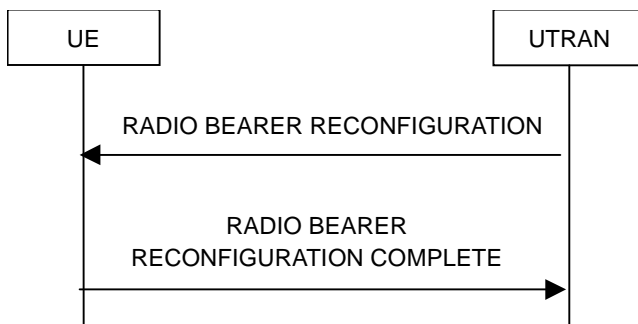 UE
UTRAN
RADIO BEARER RECONFIGURATION
RADIO BEARER
RECONFIGURATION COMPLETE